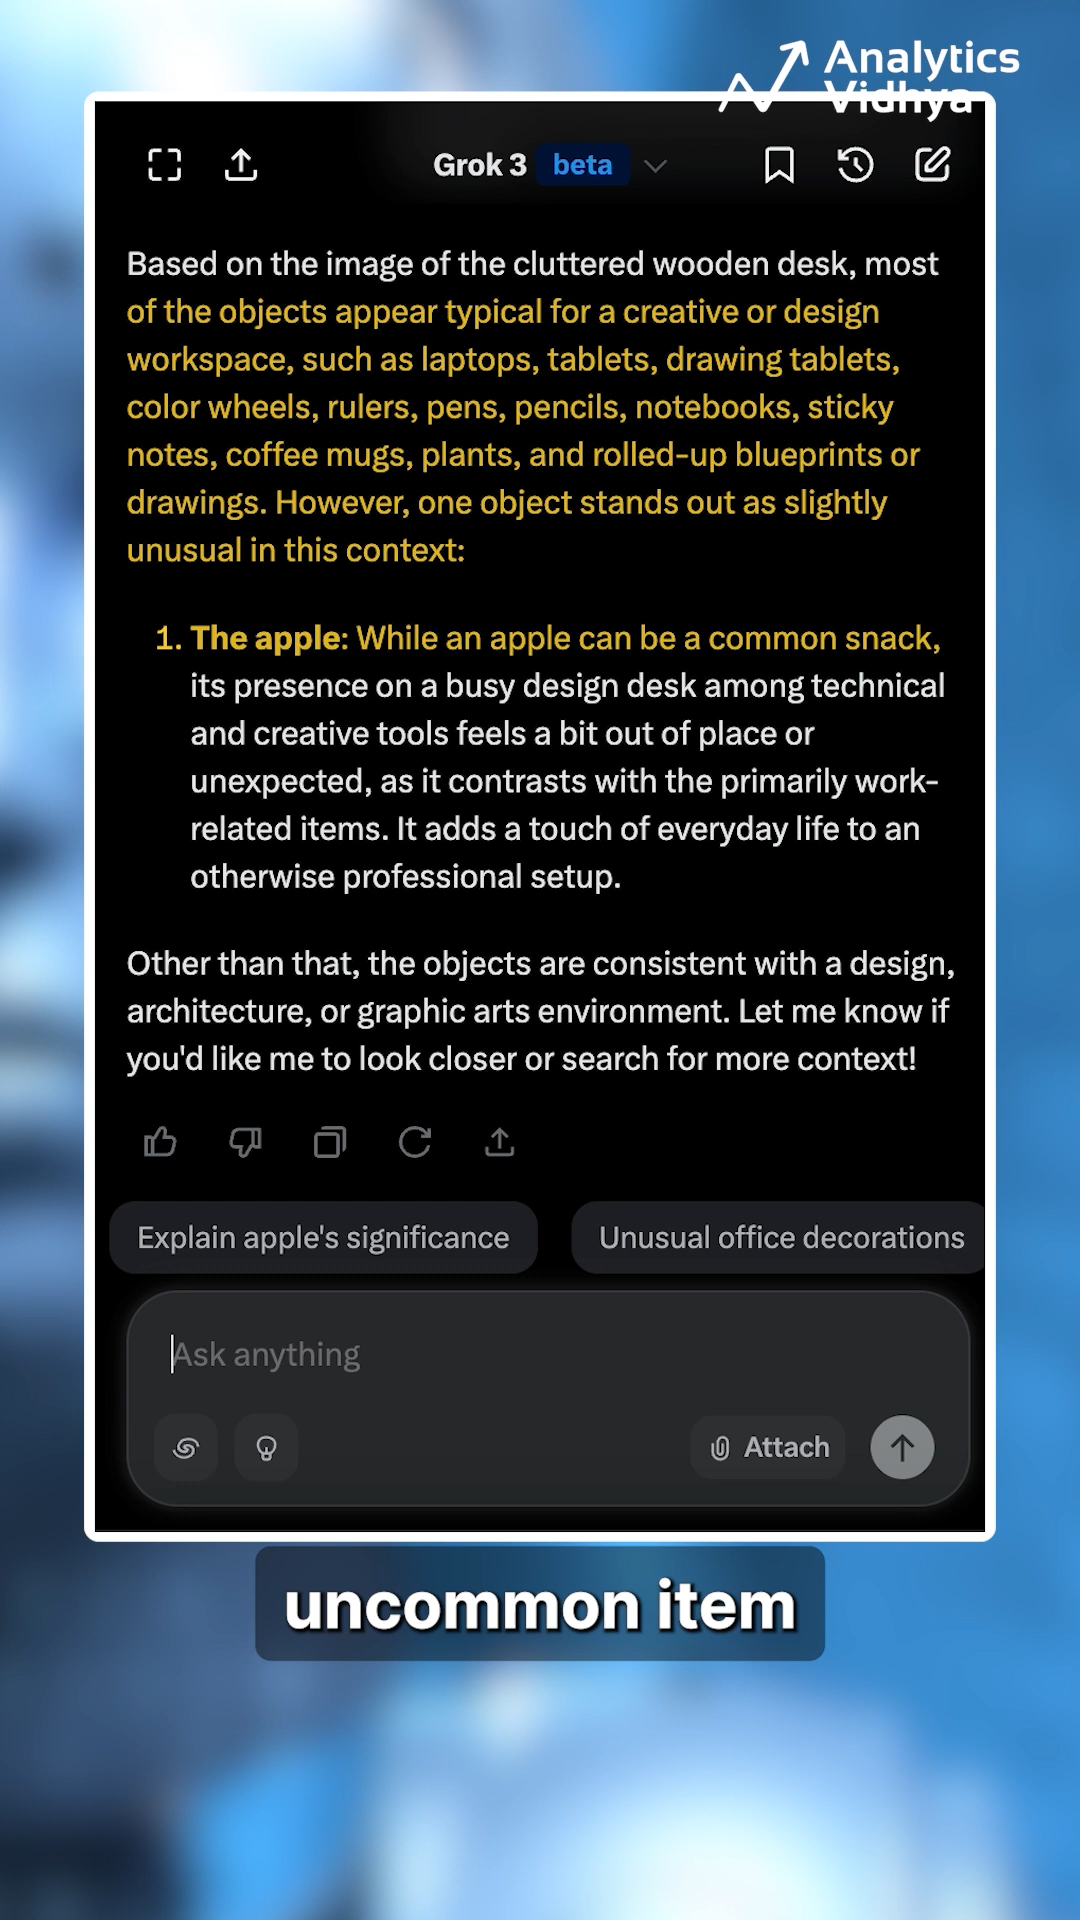 Analytics
Vidhya
Grok 3 beta
Based on the image of the cluttered wooden desk, most
of the objects appear typical for a creative or design
workspace, such as laptops, tablets, drawing tablets,
color wheels, rulers, pens, pencils, notebooks, sticky
notes, coffee mugs, plants, and rolled-up blueprints or
drawings. However, one object stands out as slightly
unusual in this context:
1. The apple: While an apple can be a common snack,
its presence on a busy design desk among technical
and creative tools feels a bit out of place or
unexpected, as it contrasts with the primarily work-
related items. It adds a touch of everyday life to an
otherwise professional setup.
Other than that, the objects are consistent with a design,
architecture, or graphic arts environment. Let me know if
you'd like me to look closer or search for more context!
Explain apple's significance
Unusual office decorations
Ask anything
Attach
uncommon item